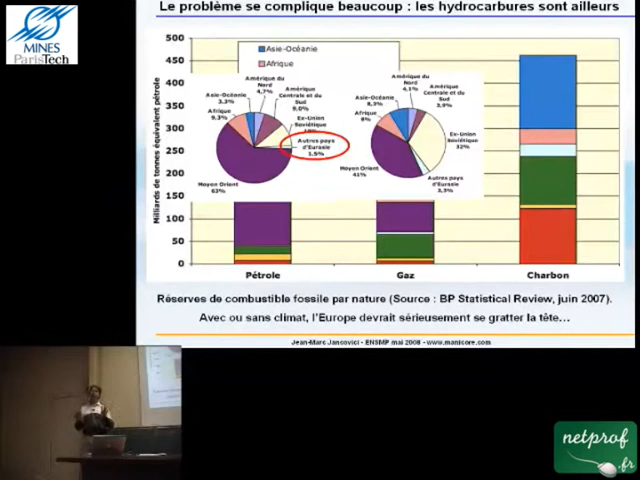 Le problème se complique beaucoup : les hydrocarbures sont ailleurs
MINES
ParisTech
500
450
400
350
300
250
200
150
100
50
0
Milliards de tonnes équivalent pétrole
Asie-Océanie
Afrique
Asie-Océanie
3,3%
Amérique du
Nord
4,7%
Amérique
Centrale et du
Sud
9,0%
Afrique
9,3%
Ex-Union
Soviétique
Autres pays
d'Eurasie
1,5%
Moyen Orient
63%
Asie-Océanie
8,3%
Amérique du
Nord
4,1%
Amérique
Centrale et du
Sud
3,9%
Afrique
8%
Ex-Union
Soviétique
32%
Autres pays
d'Eurasie
3,3%
Moyen Orient
41%
Pétrole
Gaz
Charbon
Réserves de combustible fossile par nature (Source : BP Statistical Review, juin 2007).
Avec ou sans climat, l'Europe devrait sérieusement se gratter la tête…
Jean-Marc Jancovici - ENSMP mai 2008 - www.manicore.com
netprof
.fr